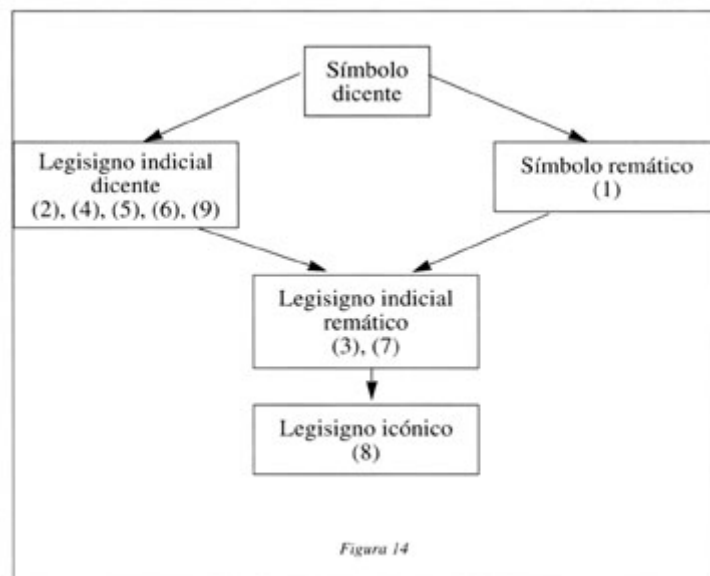 Símbolo
dicente
Legisigno indicial
dicente
(2), (4), (5), (6), (9)
Símbolo remático
(1)
Legisigno indicial
remático
(3), (7)
Legisigno icónico
(8)
Figura 14